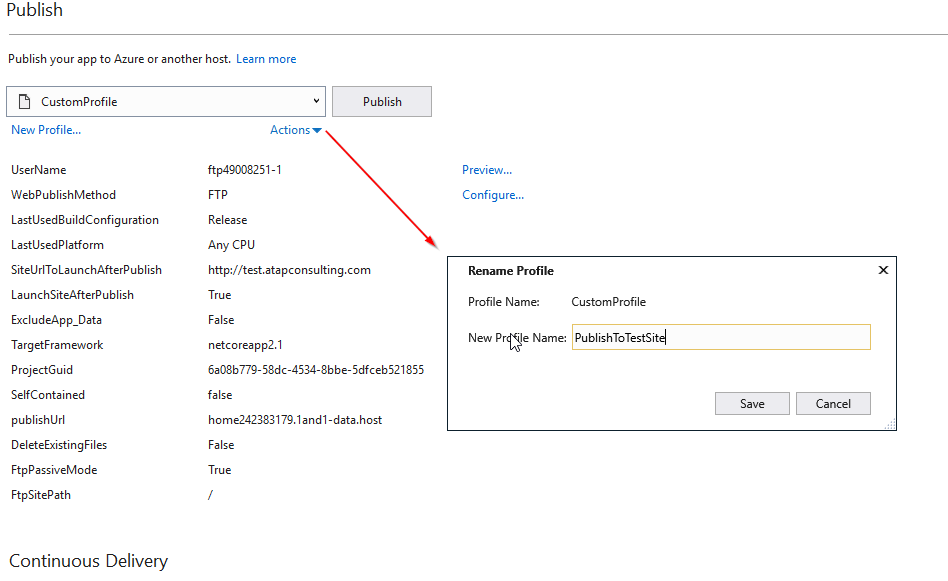 Publish
Publish your app to Azure or another host. Learn more
CustomProfile
Publish
New Profile...
Actions
UserName ftp49008251-1
Preview...
WebPublishMethod FTP
Configure...
LastUsedBuildConfiguration Release
LastUsedPlatform Any CPU
SiteUrlToLaunchAfterPublish http://test.atapconsulting.com
LaunchSiteAfterPublish True
ExcludeApp_Data False
TargetFramework netcoreapp2.1
ProjectGuid 6a08b779-58dc-4534-8bbe-5dfceb521855
SelfContained false
publishUrl home242383179.1and1-data.host
DeleteExistingFiles False
FtpPassiveMode True
FtpSitePath /
Rename Profile
Profile Name: CustomProfile
New Profile Name: PublishToTestSite
Save
Cancel
Continuous Delivery